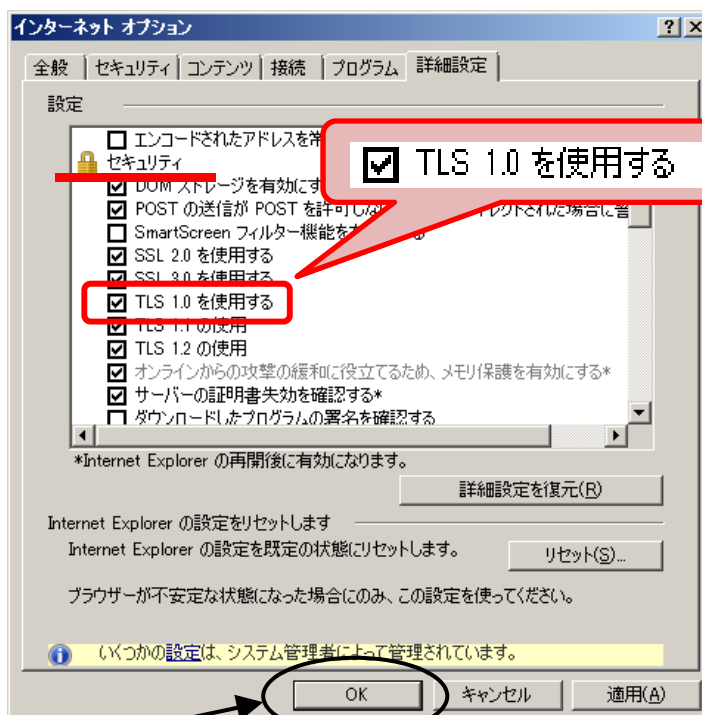 インターネット オプション
全般 セキュリティ コンテンツ 接続 プログラム 詳細設定
設定
エンコードされたアドレスを常
セキュリティ
TLS 1.0 を使用する
DOM ストレージを有効にす
POST の送信が POST を許可しな
ダイレクトされた場合に警
SmartScreen フィルター機能を
SSL 2.0 を使用する
SSL 3.0 を使用する
TLS 1.0 を使用する
TLS 1.1 の使用
TLS 1.2 の使用
オンラインからの攻撃の緩和に役立てるため、メモリ保護を有効にする*
サーバーの証明書失効を確認する*
ダウンロードしたプログラムの署名を確認する
*Internet Explorer の再開後に有効になります。
詳細設定を復元(R)
Internet Explorer の設定をリセットします
Internet Explorer の設定を既定の状態にリセットします。
リセット(S)...
ブラウザーが不安定な状態になった場合にのみ、この設定を使ってください。
いくつかの設定は、システム管理者によって管理されています。
OK キャンセル 適用(A)